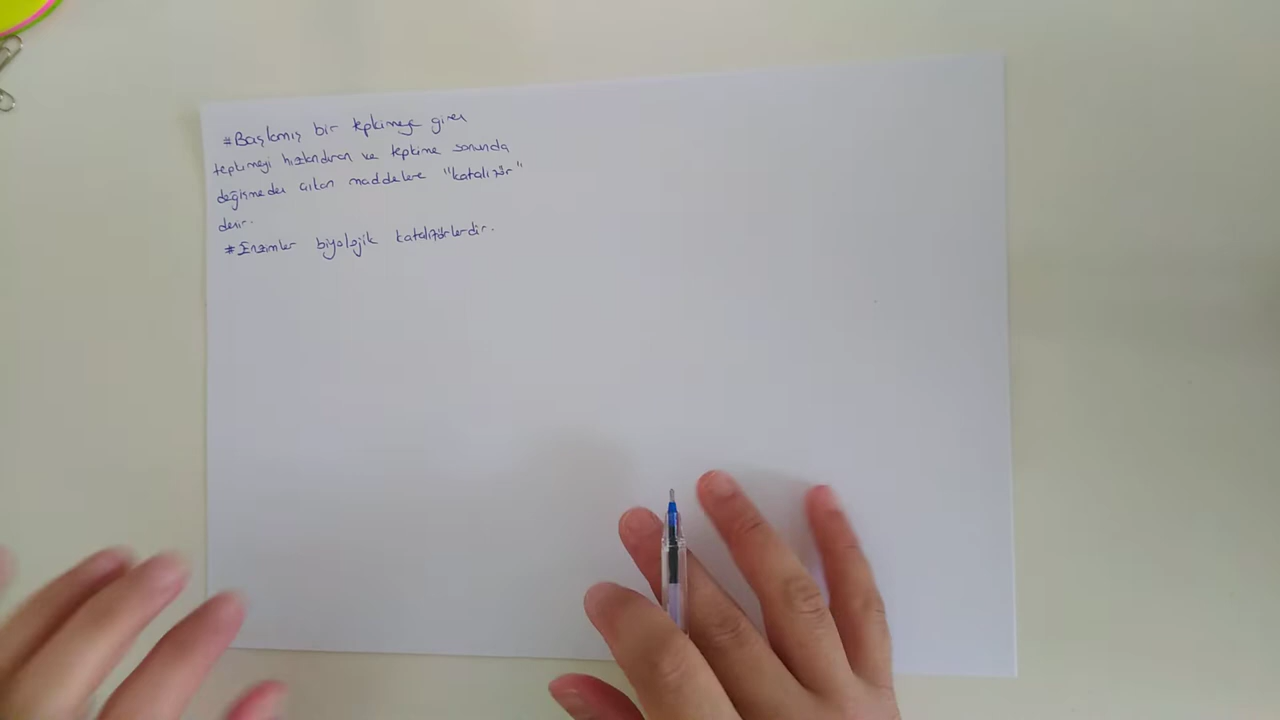 #Başlamış bir tepkimeye giren
tepkimeyi hızlandıran ve tepkime sonunda
değişmeden çıkan maddelere "katalizör"
denir.
#Enzimler biyolojik katalizörlerdir.